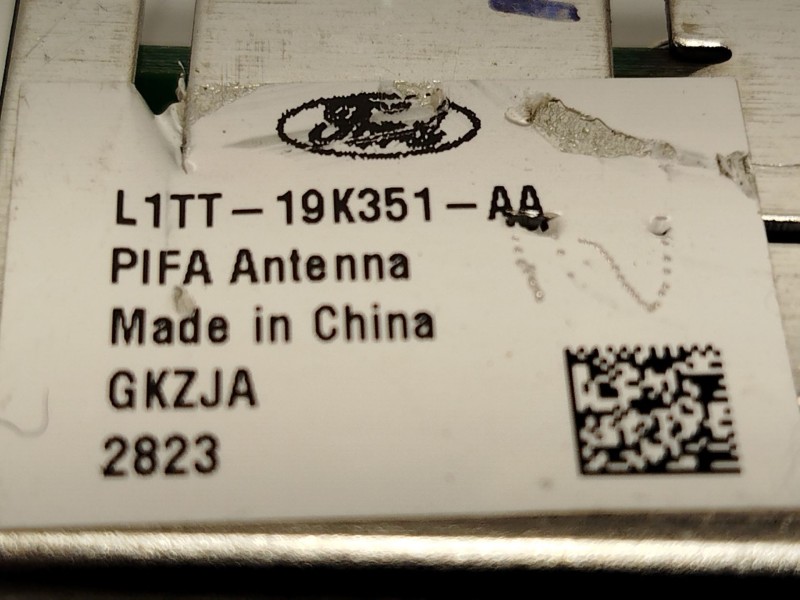 Ford
L1TT-19K351-AA
PIFA Antenna
Made in China
GKZJA
2823